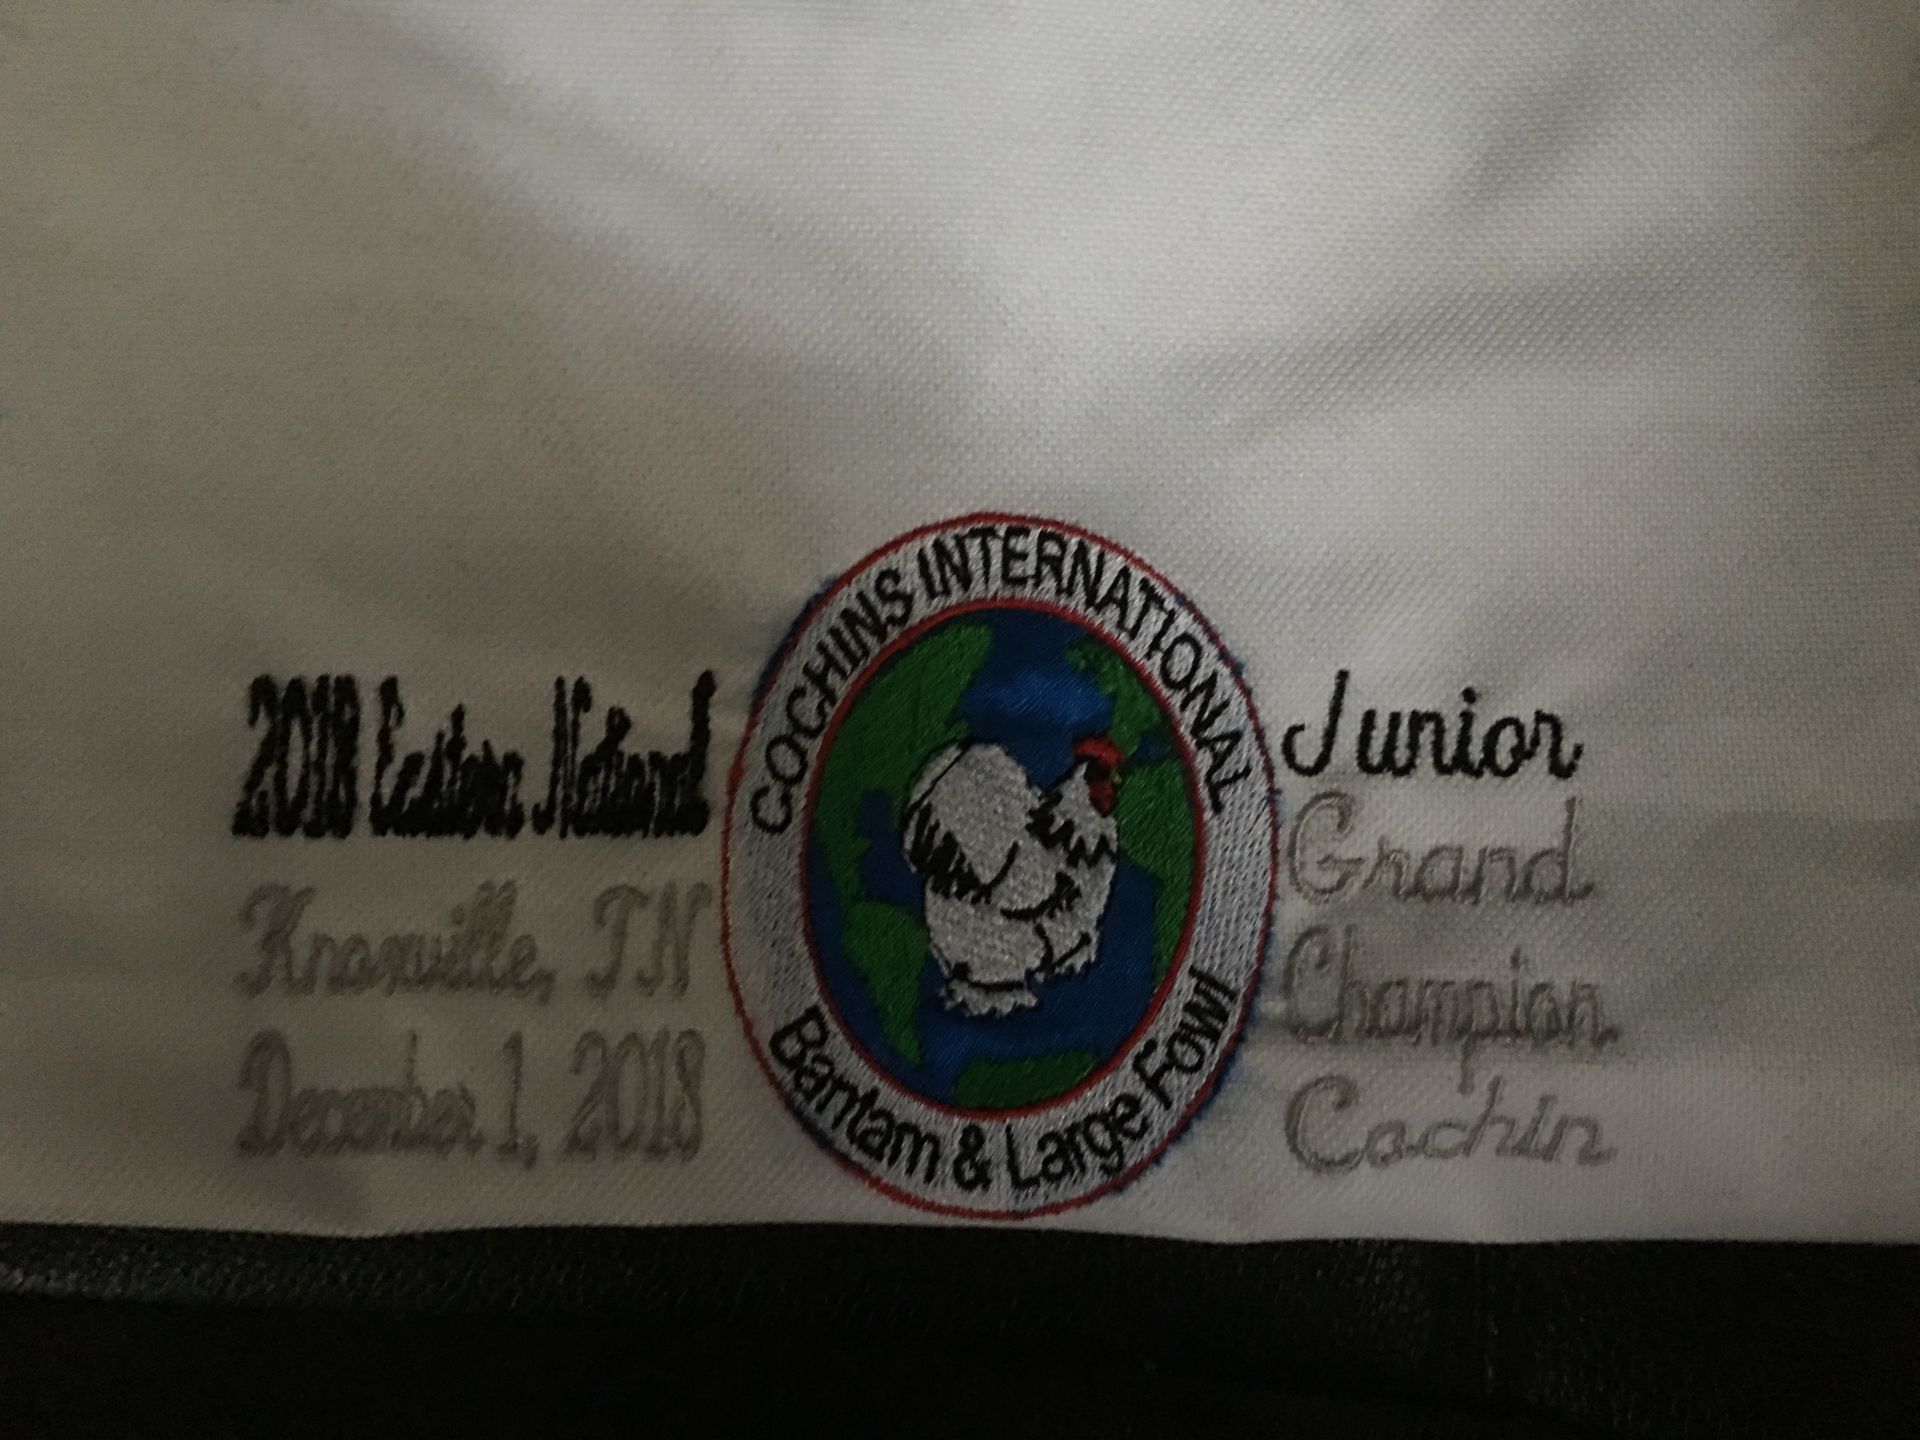 2018 Eastern National
Knoxville, TN
December 1, 2018
COCHINS INTERNATIONAL
Bantam & Large Fowl
Junior
Grand
Champion
Cochin